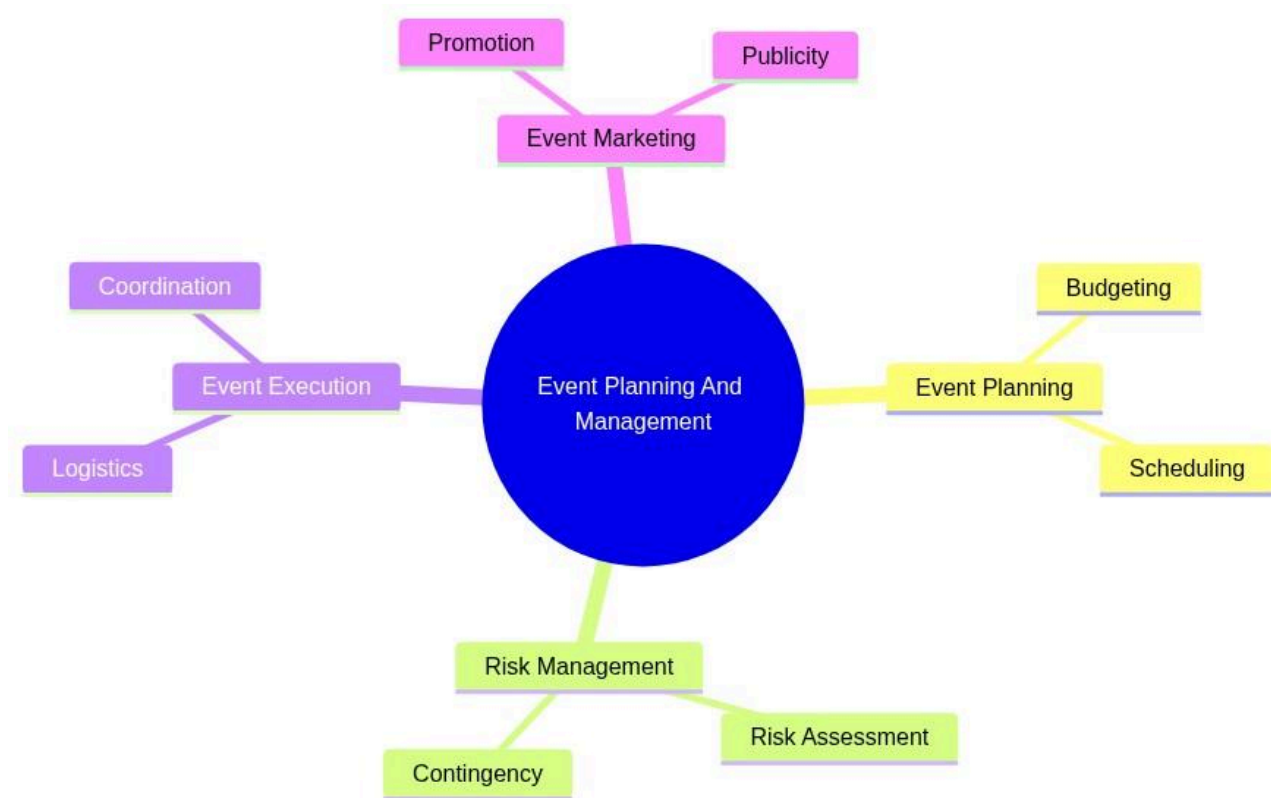 Promotion
Publicity
Event Marketing
Coordination
Budgeting
Event Execution
Event Planning And
Management
Event Planning
Logistics
Scheduling
Risk Management
Risk Assessment
Contingency